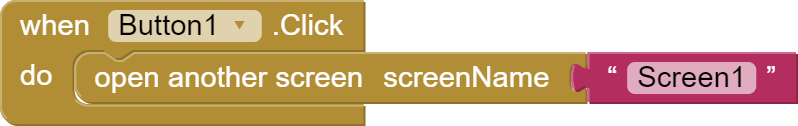 when Button1 .Click
do open another screen screenName “ Screen1 ”